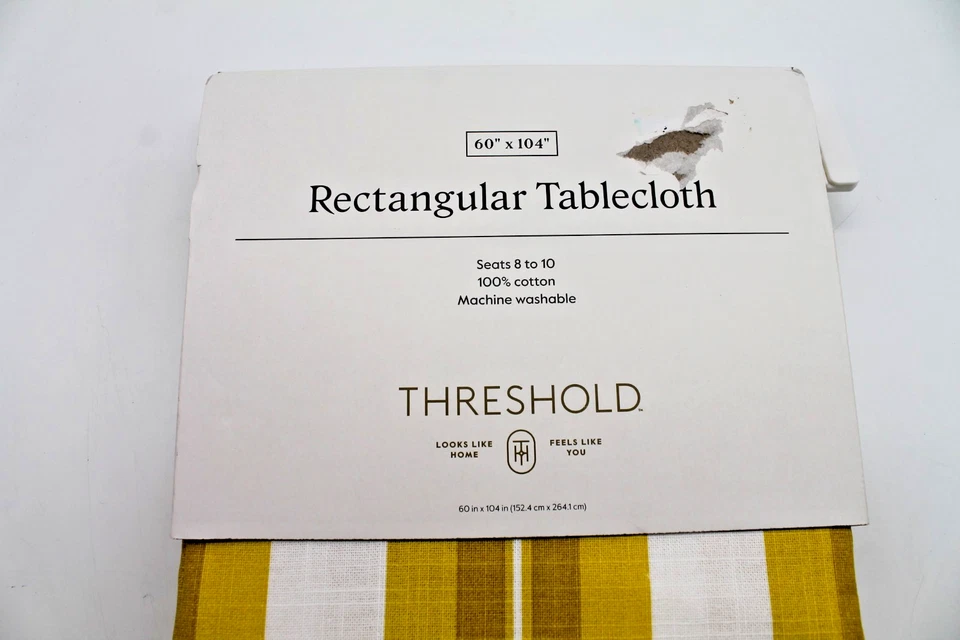 60" x 104"
Rectangular Tablecloth
Seats 8 to 10
100% cotton
Machine washable
THRESHOLD™
LOOKS LIKE HOME
FEELS LIKE YOU
60 in x 104 in (152.4 cm x 264.1 cm)